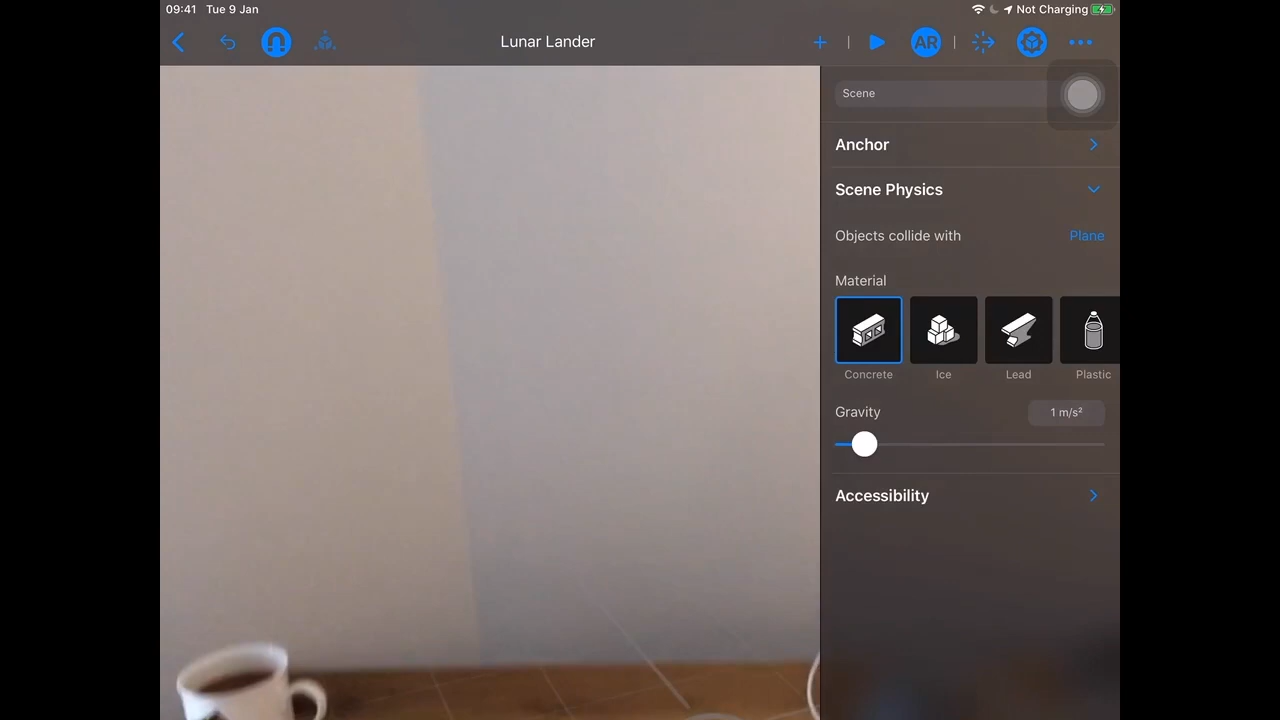 09:41 Tue 9 Jan
Not Charging
Lunar Lander
AR
Scene
Anchor
Scene Physics
Objects collide with Plane
Material
Concrete Ice Lead Plastic
Gravity 1 m/s²
Accessibility